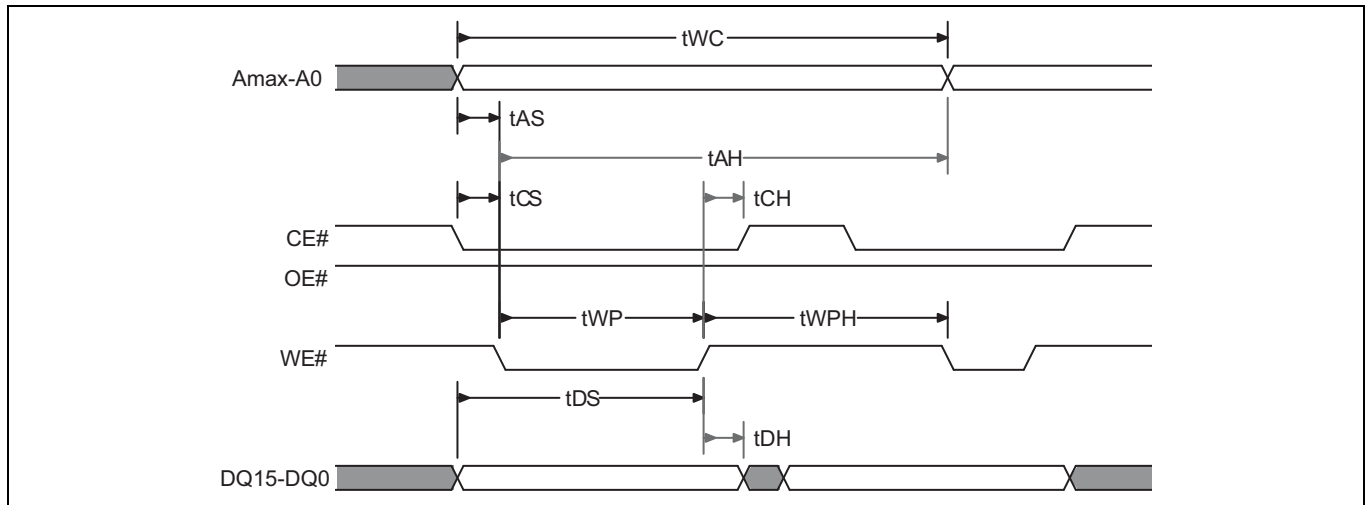 tWC
Amax-A0
tAS
tAH
tCS tCH
CE#
OE#
tWP tWPH
WE#
tDS
tDH
DQ15-DQ0